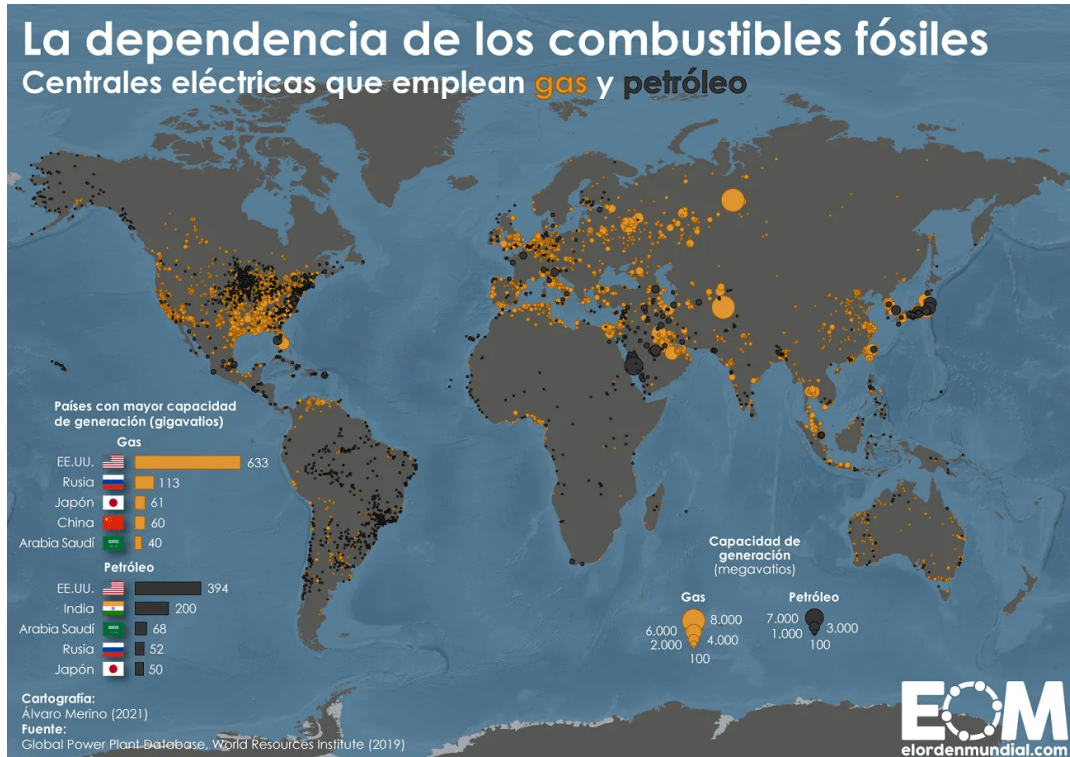 La dependencia de los combustibles fósiles
Centrales eléctricas que emplean gas y petróleo
Países con mayor capacidad
de generación (gigavatios)
Gas
EE.UU. 633
Rusia 113
Japón 61
China 60
Arabia Saudí 40
Petróleo
EE.UU. 394
India 200
Arabia Saudí 68
Rusia 52
Japón 50
Cartografía:
Álvaro Merino (2021)
Fuente:
Global Power Plant Database, World Resources Institute (2019)
Capacidad de
generación
(megavatios)
Gas
8.000
6.000
4.000
2.000
100
Petróleo
7.000
3.000
1.000
100
EOM
elordenmundial.com